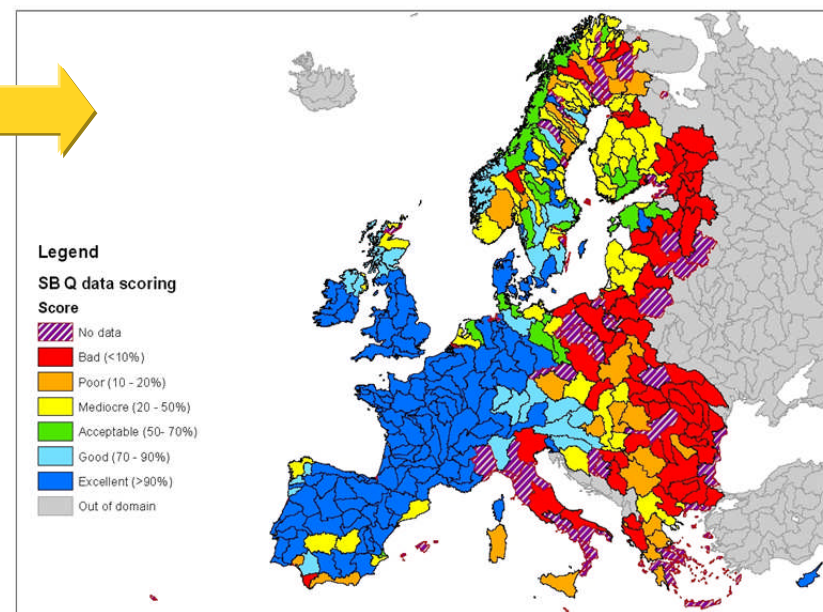 Legend
SB Q data scoring
Score
No data
Bad (<10%)
Poor (10 - 20%)
Mediocre (20 - 50%)
Acceptable (50- 70%)
Good (70 - 90%)
Excellent (>90%)
Out of domain